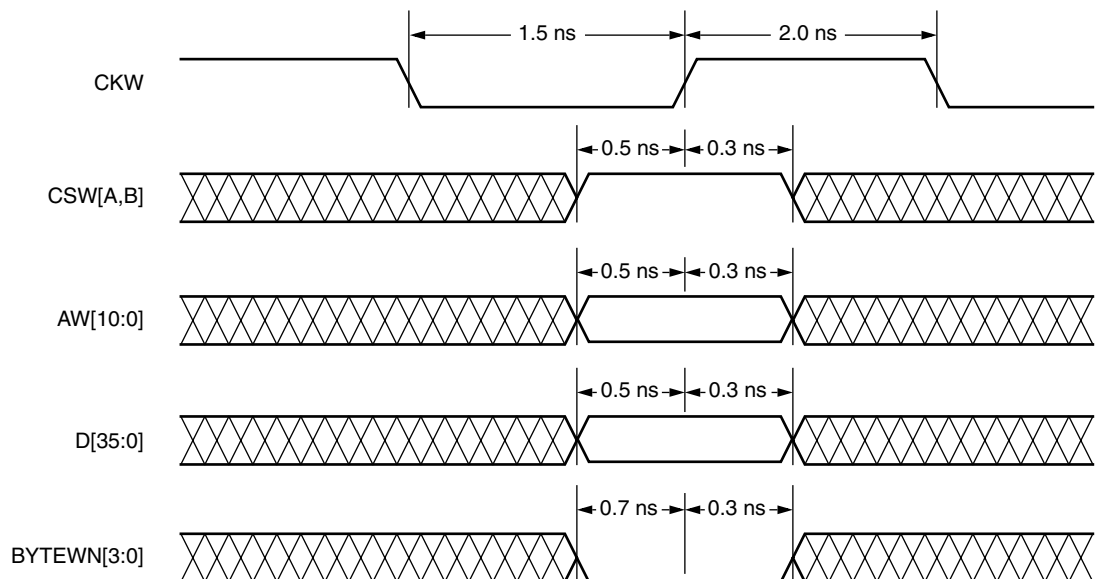 1.5 ns 2.0 ns
CKW
0.5 ns 0.3 ns
CSW[A,B]
0.5 ns 0.3 ns
AW[10:0]
0.5 ns 0.3 ns
D[35:0]
0.7 ns 0.3 ns
BYTEWN[3:0]